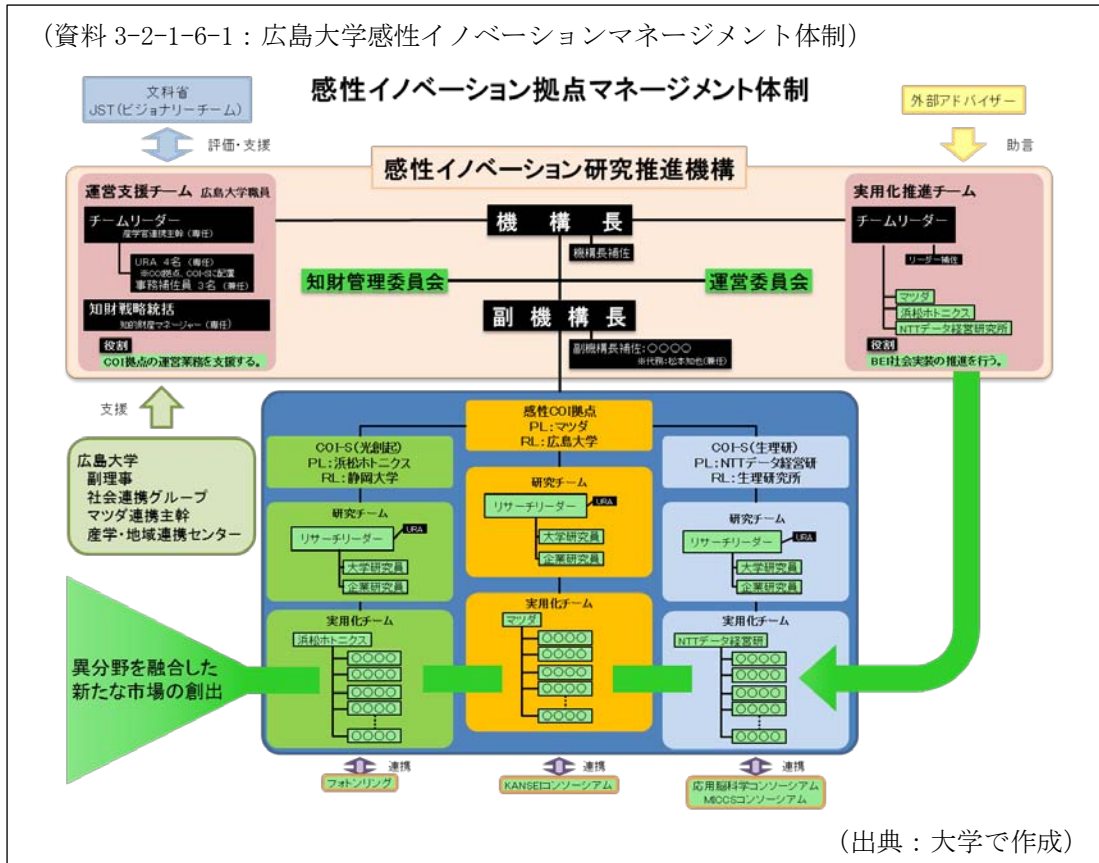 (資料 3-2-1-6-1：広島大学感性イノベーションマネージメント体制)
感性イノベーション拠点マネージメント体制
文科省
JST(ビジョナリーチーム)
評価・支援
外部アドバイザー
助言
感性イノベーション研究推進機構
運営支援チーム 広島大学職員
チームリーダー
産学官連携主幹(専任)
URA 4名(専任)
※COI拠点、COI-Sに配置
事務補佐員 3名(兼任)
知財戦略統括
知的財産マネージャー(専任)
役割
COI拠点の運営業務を支援する。
機構長
機構長補佐
知財管理委員会
運営委員会
副機構長
副機構長補佐:○○○○
※代務:松本知也(兼任)
実用化推進チーム
チームリーダー
リーダー補佐
マツダ
浜松ホトニクス
NTTデータ経営研究所
役割
BEI社会実装の推進を行う。
支援
広島大学
副理事
社会連携グループ
マツダ連携主幹
産学・地域連携センター
異分野を融合した
新たな市場の創出
COI-S(光創起)
PL:浜松ホトニクス
RL:静岡大学
研究チーム
リサーチリーダー
URA
大学研究員
企業研究員
実用化チーム
浜松ホトニクス
○○○○
○○○○
○○○○
○○○○
○○○○
感性COI拠点
PL:マツダ
RL:広島大学
研究チーム
リサーチリーダー
URA
大学研究員
企業研究員
実用化チーム
マツダ
○○○○
○○○○
○○○○
○○○○
○○○○
COI-S(生理研)
PL:NTTデータ経営研
RL:生理研究所
研究チーム
リサーチリーダー
URA
大学研究員
企業研究員
実用化チーム
NTTデータ経営研
○○○○
○○○○
○○○○
○○○○
○○○○
連携
フォトンリング
連携
KANSEIコンソーシアム
連携
応用脳科学コンソーシアム
MICCSコンソーシアム
(出典：大学で作成)